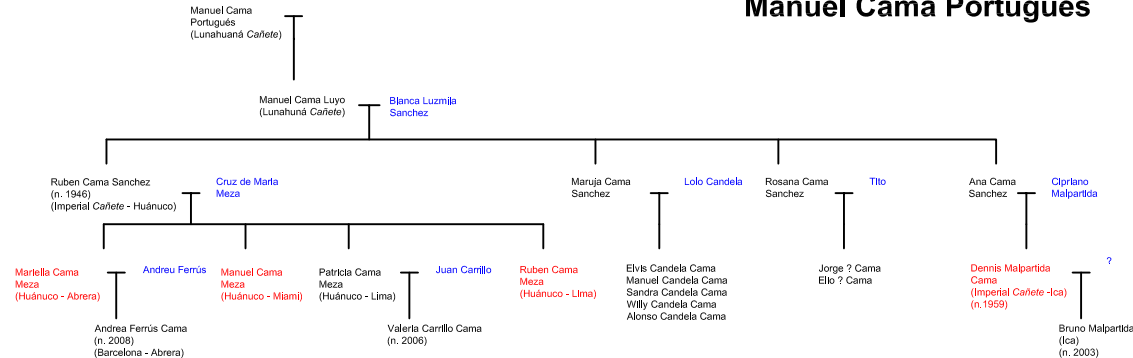 Manuel Cama Portugués
Manuel Cama
Portugués
(Lunahuaná Cañete)
Manuel Cama Luyo
(Lunahuná Cañete)
Blanca Luzmila
Sanchez
Ruben Cama Sanchez
(n. 1946)
(Imperial Cañete - Huánuco)
Cruz de Maria
Meza
Maruja Cama
Sanchez
Lolo Candela
Rosana Cama
Sanchez
Tito
Ana Cama
Sanchez
Cipriano
Malpartida
Mariella Cama
Meza
(Huánuco - Abrera)
Andreu Ferrús
Manuel Cama
Meza
(Huánuco - Miami)
Patricia Cama
Meza
(Huánuco - Lima)
Juan Carrillo
Ruben Cama
Meza
(Huánuco - Lima)
Elvis Candela Cama
Manuel Candela Cama
Sandra Candela Cama
Willy Candela Cama
Alonso Candela Cama
Jorge ? Cama
Elio ? Cama
Dennis Malpartida
Cama
(Imperial Cañete -Ica)
(n.1959)
?
Andrea Ferrús Cama
(n. 2008)
(Barcelona - Abrera)
Valeria Carrillo Cama
(n. 2006)
Bruno Malpartida
(Ica)
(n. 2003)